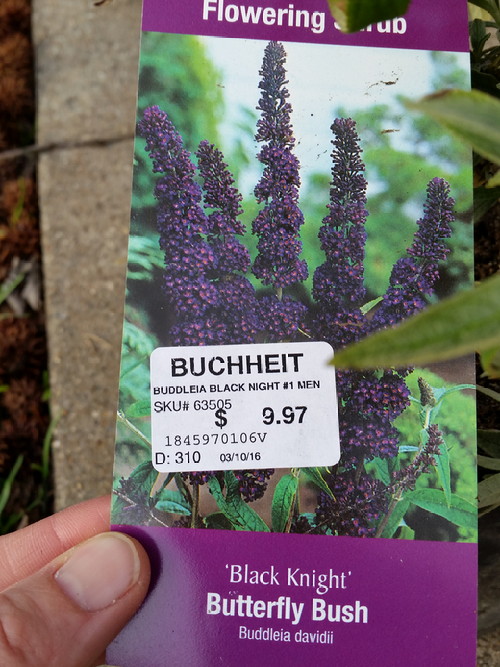 Flowering
BUCHHEIT
BUDDLEIA BLACK NIGHT #1 MEN
SKU# 63505
$ 9.97
1845970106V
D: 310 03/10/16
'Black Knight'
Butterfly Bush
Buddleia davidii